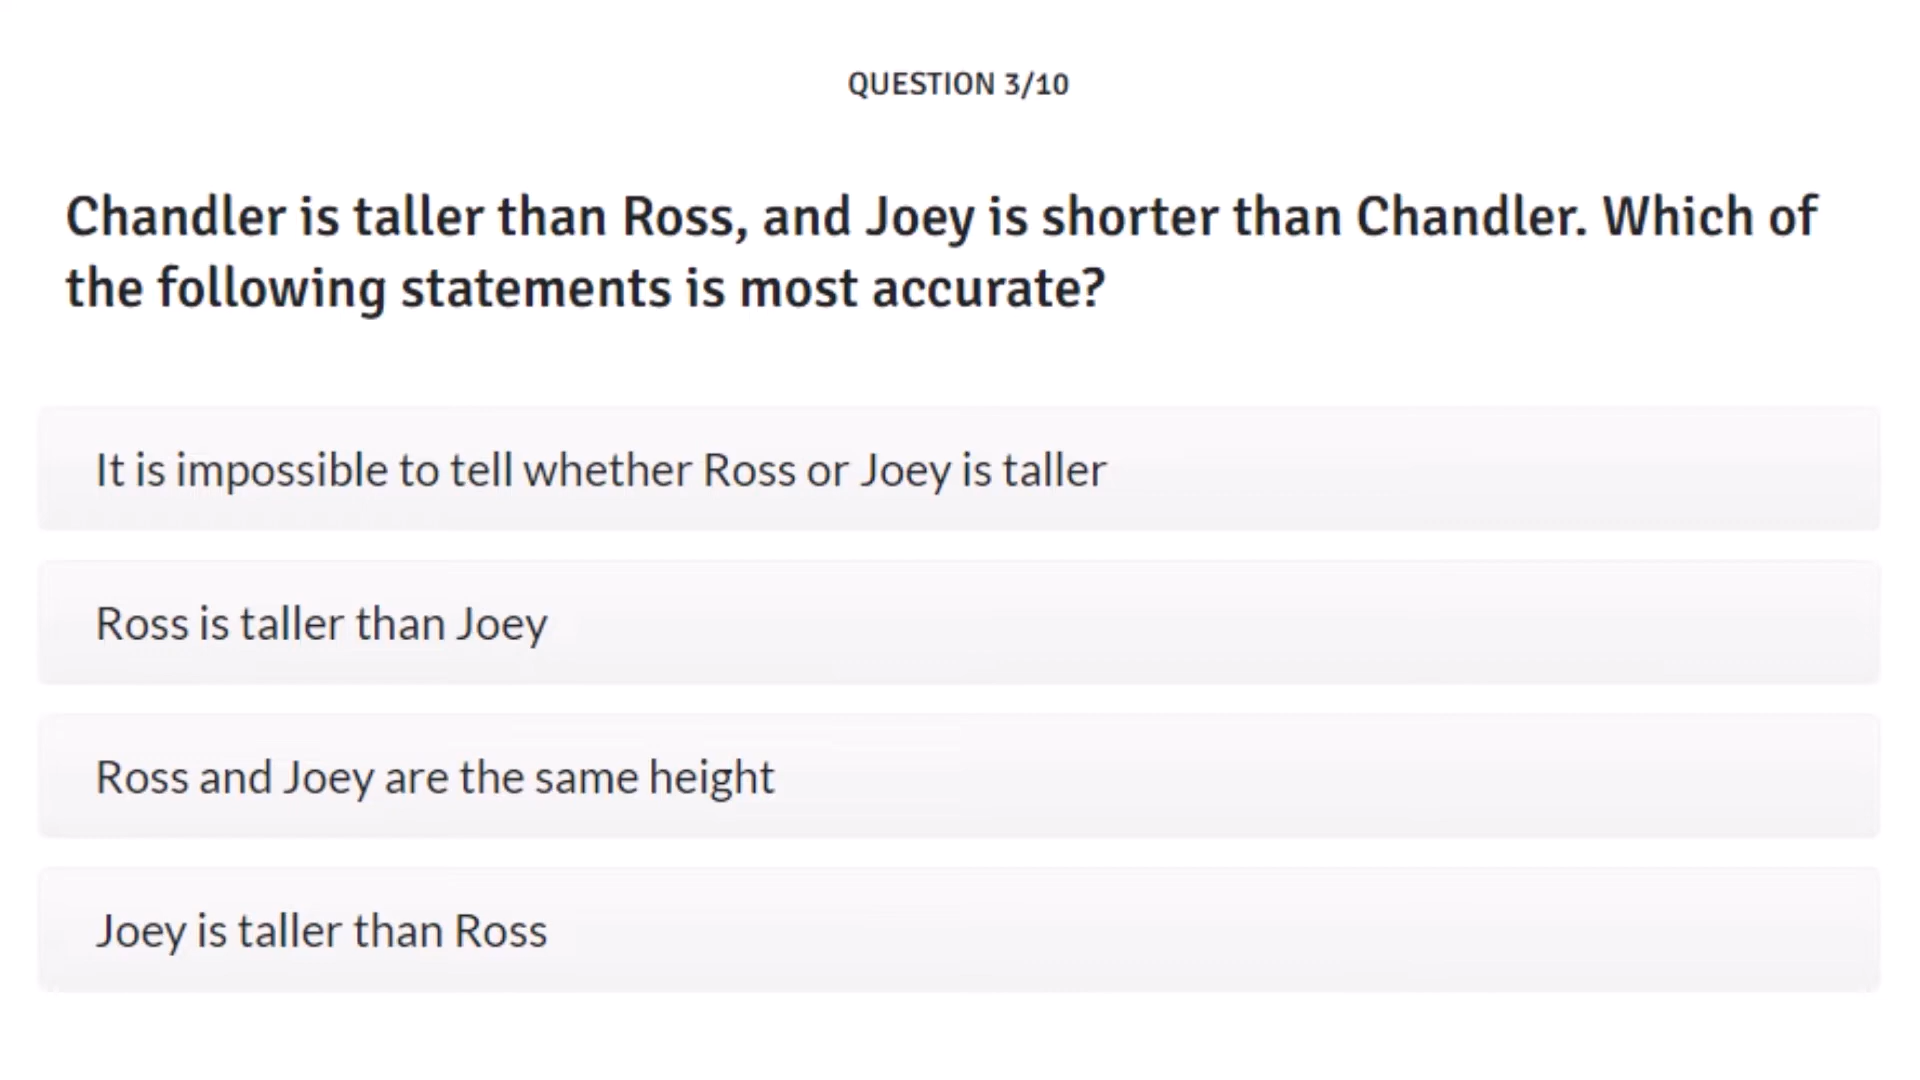 QUESTION 3/10
Chandler is taller than Ross, and Joey is shorter than Chandler. Which of
the following statements is most accurate?
It is impossible to tell whether Ross or Joey is taller
Ross is taller than Joey
Ross and Joey are the same height
Joey is taller than Ross